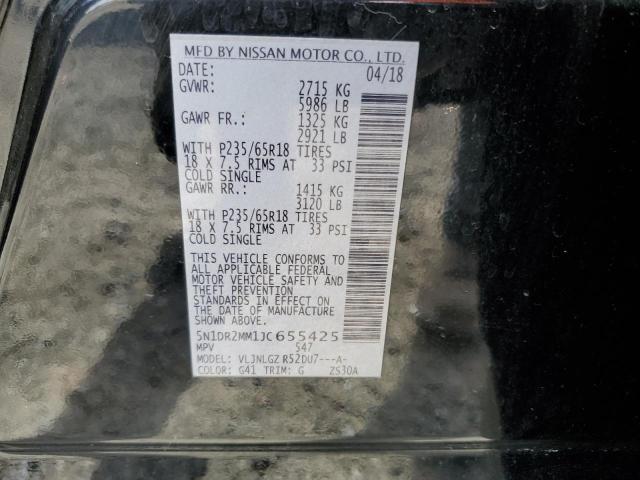 MFD BY NISSAN MOTOR CO., LTD.
DATE: 04/18
GVWR: 2715 KG
5986 LB
GAWR FR.: 1325 KG
2921 LB
WITH P235/65R18 TIRES
18 X 7.5 RIMS AT 33 PSI
COLD SINGLE
GAWR RR.: 1415 KG
3120 LB
WITH P235/65R18 TIRES
18 X 7.5 RIMS AT 33 PSI
COLD SINGLE
THIS VEHICLE CONFORMS TO
ALL APPLICABLE FEDERAL
MOTOR VEHICLE SAFETY AND
AND THEFT PREVENTION
STANDARDS IN EFFECT ON
THE DATE OF MANUFACTURE
SHOWN ABOVE.
5N1DR2MM1JC655425
MPV 547
MODEL: VLJNLGZ R52DU7---A-
COLOR: G41 TRIM: G ZS30A